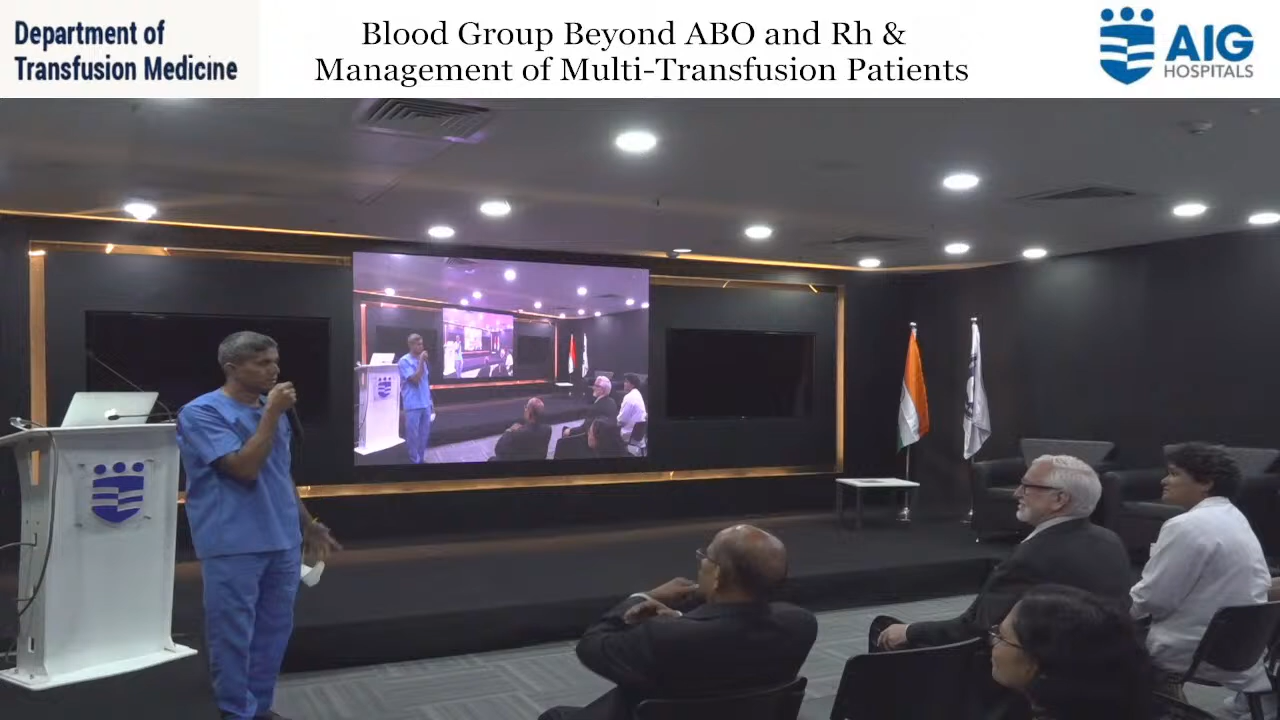 Department of
Transfusion Medicine
Blood Group Beyond ABO and Rh &
Management of Multi-Transfusion Patients
AIG
HOSPITALS